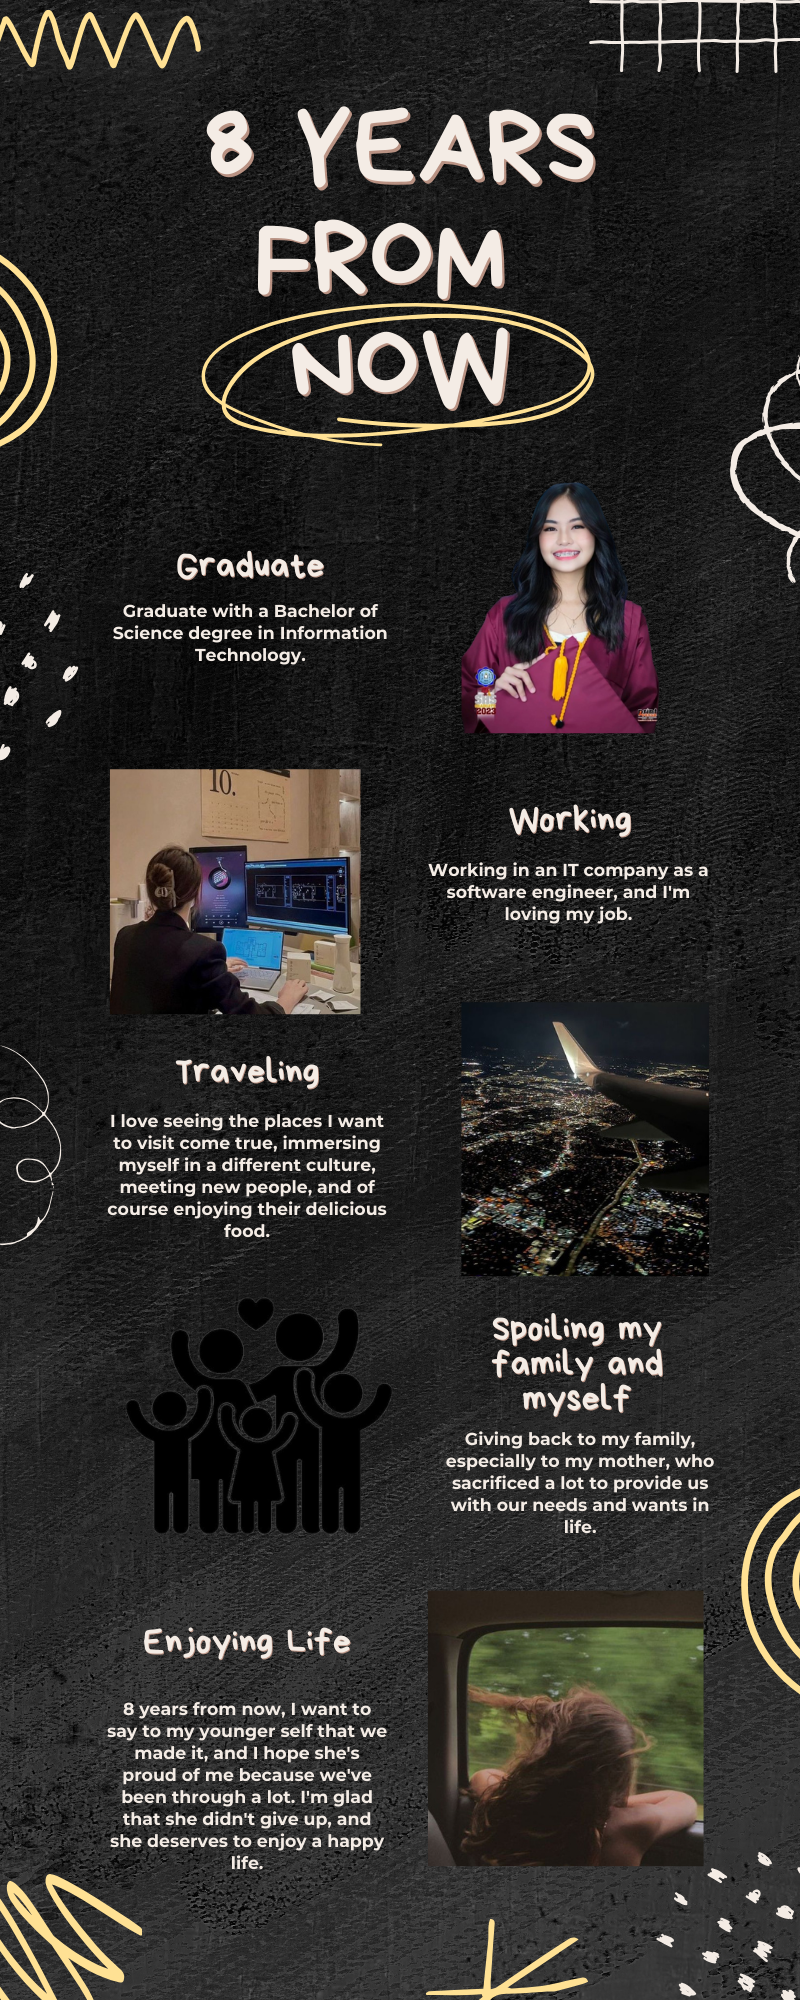 8 YEARS
FROM
NOW
Graduate
Graduate with a Bachelor of
Science degree in Information
Technology.
2023
10.
Working
Working in an IT company as a
software engineer, and I'm
loving my job.
Traveling
I love seeing the places I want
to visit come true, immersing
myself in a different culture,
meeting new people, and of
course enjoying their delicious
food.
Spoiling my
family and
myself
Giving back to my family,
especially to my mother, who
sacrificed a lot to provide us
with our needs and wants in
life.
Enjoying Life
8 years from now, I want to
say to my younger self that we
made it, and I hope she's
proud of me because we've
been through a lot. I'm glad
that she didn't give up, and
she deserves to enjoy a happy
life.